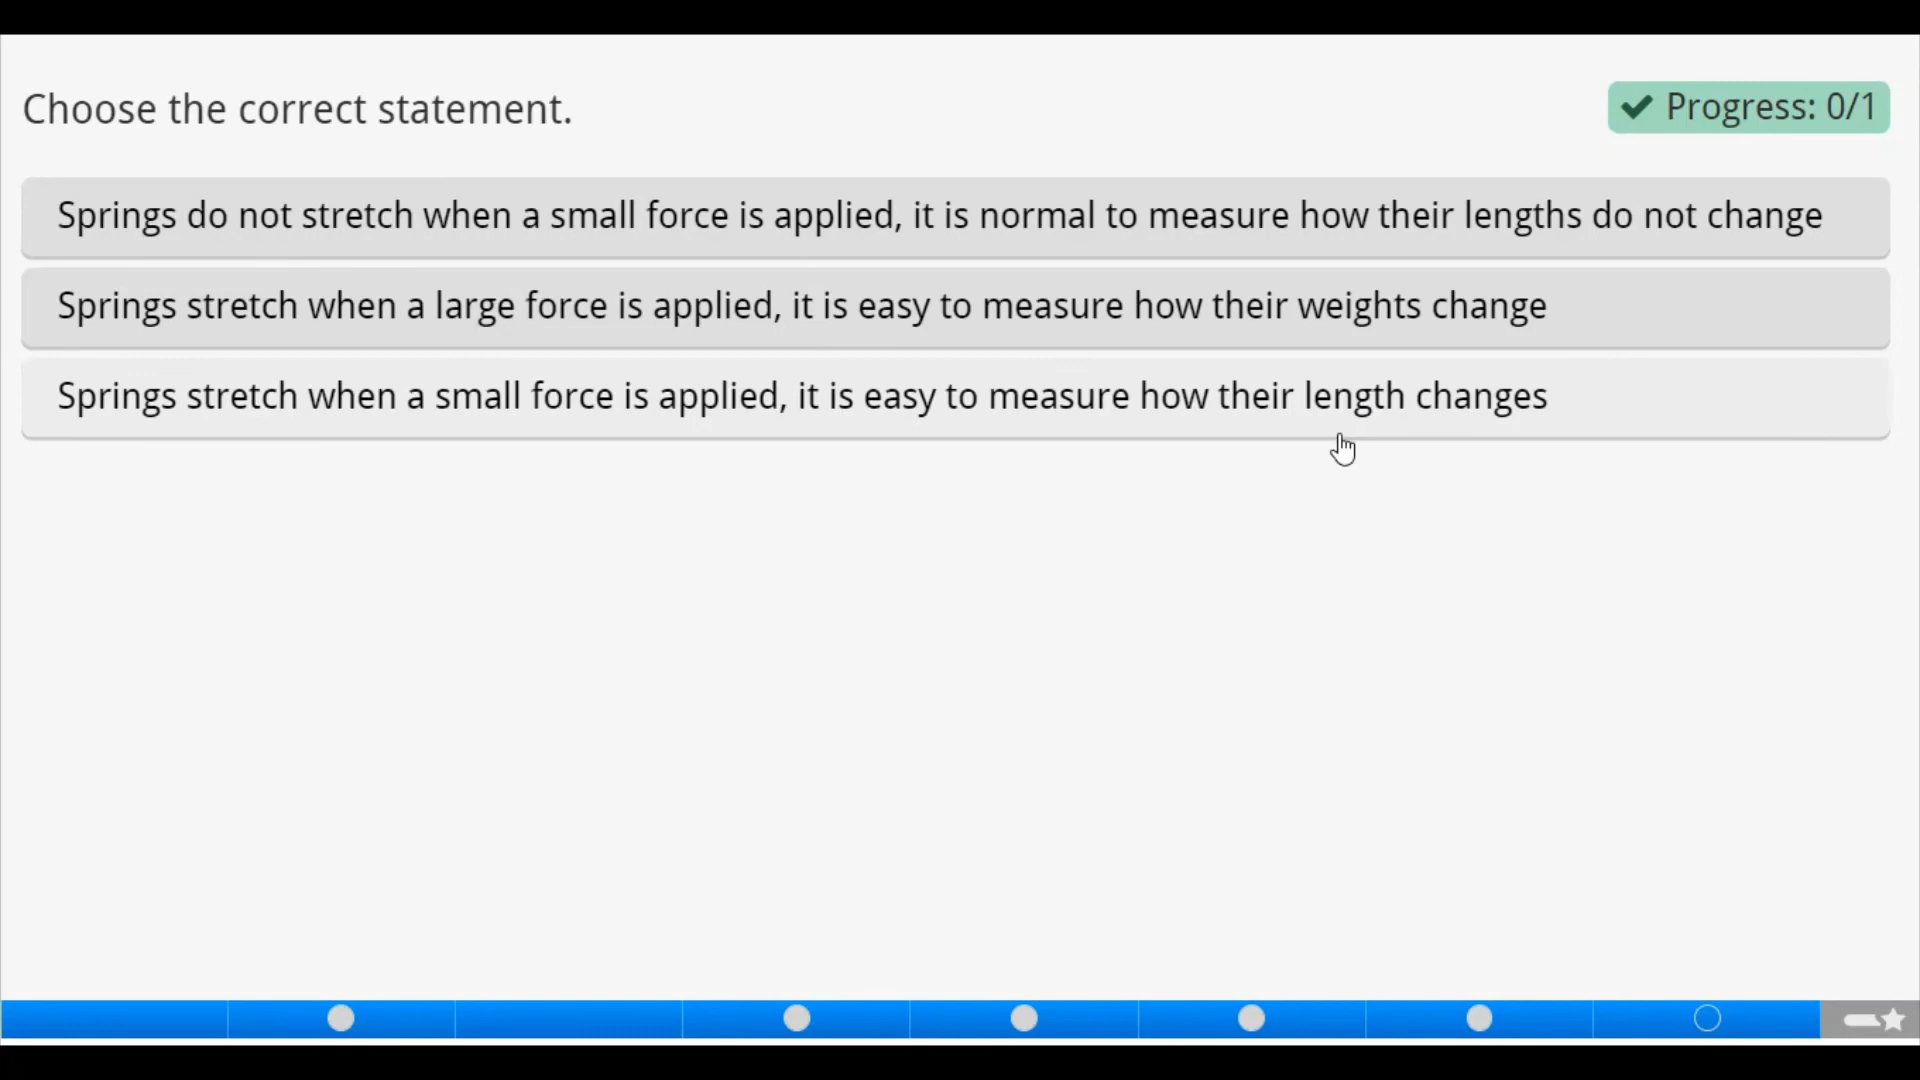 Choose the correct statement.
Progress: 0/1
Springs do not stretch when a small force is applied, it is normal to measure how their lengths do not change
Springs stretch when a large force is applied, it is easy to measure how their weights change
Springs stretch when a small force is applied, it is easy to measure how their length changes